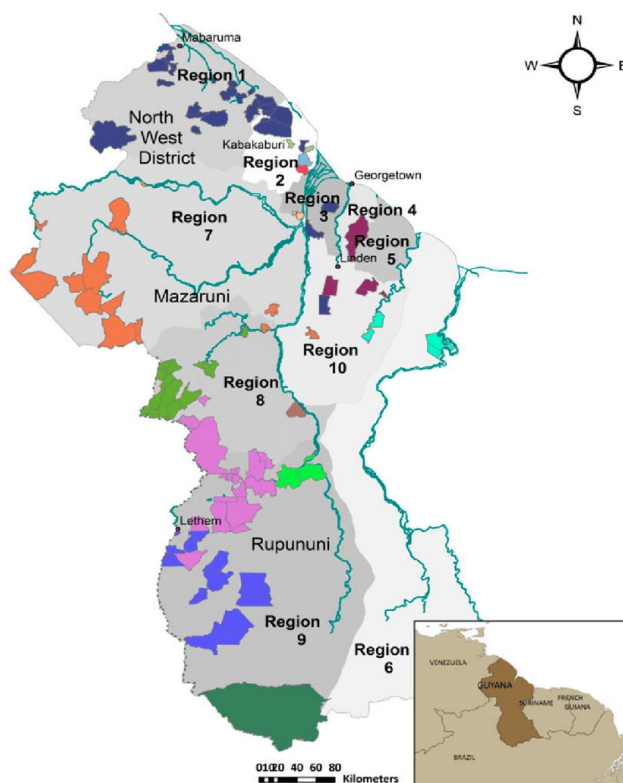 N
W
E
S
Mabaruma
Region 1
North
West
District
Kabakaburi
Region
2
Georgetown
Region
3
Region 4
Region
5
Region
7
Linden
Mazaruni
Region
10
Region
8
Lethem
Rupununi
Region
9
Region
6
VENEZUELA
GUYANA
SURINAME
FRENCH
GUIANA
BRAZIL
010 20 40 60 80
Kilometers